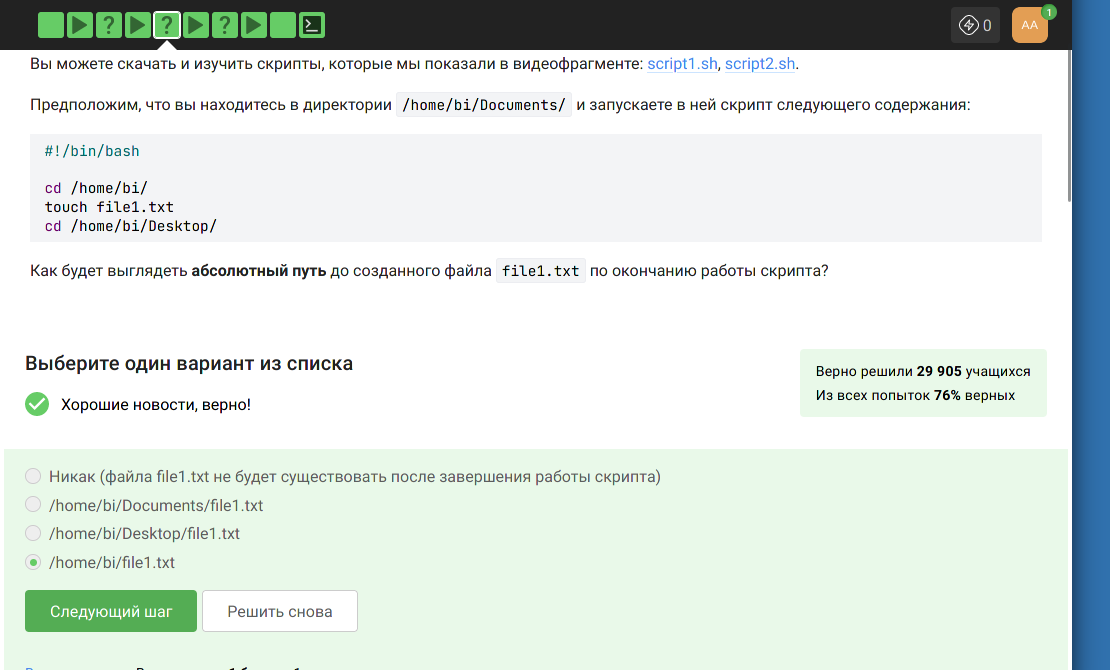 ? ? ?
0
AA
1
Вы можете скачать и изучить скрипты, которые мы показали в видеофрагменте: script1.sh, script2.sh.
Предположим, что вы находитесь в директории /home/bi/Documents/ и запускаете в ней скрипт следующего содержания:
#!/bin/bash
cd /home/bi/
touch file1.txt
cd /home/bi/Desktop/
Как будет выглядеть абсолютный путь до созданного файла file1.txt по окончанию работы скрипта?
Выберите один вариант из списка
Хорошие новости, верно!
Верно решили 29 905 учащихся
Из всех попыток 76% верных
Никак (файла file1.txt не будет существовать после завершения работы скрипта)
/home/bi/Documents/file1.txt
/home/bi/Desktop/file1.txt
/home/bi/file1.txt
Следующий шаг
Решить снова